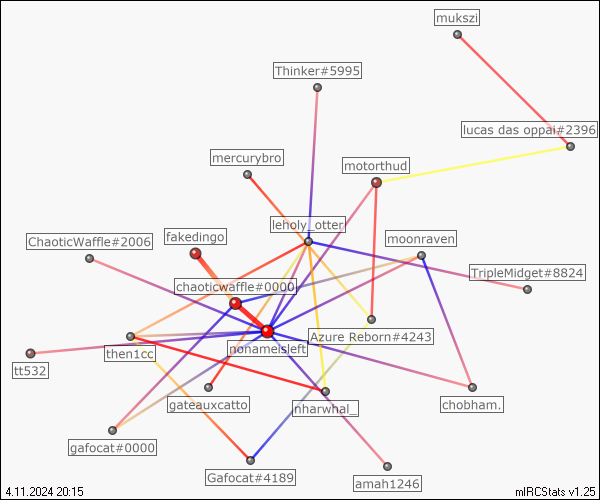 mukszi
Thinker#5995
lucas das oppai#2396
mercurybro
motorthud
leholy_otter
fakedingo
moonraven
ChaoticWaffle#2006
TripleMidget#8824
chaoticwaffle#0000
Azure Reborn#4243
nonameisleft
then1cc
tt532
gateauxcatto
nharwhal_
chobham.
gafocat#0000
Gafocat#4189
amah1246
4.11.2024 20:15
mIRCStats v1.25